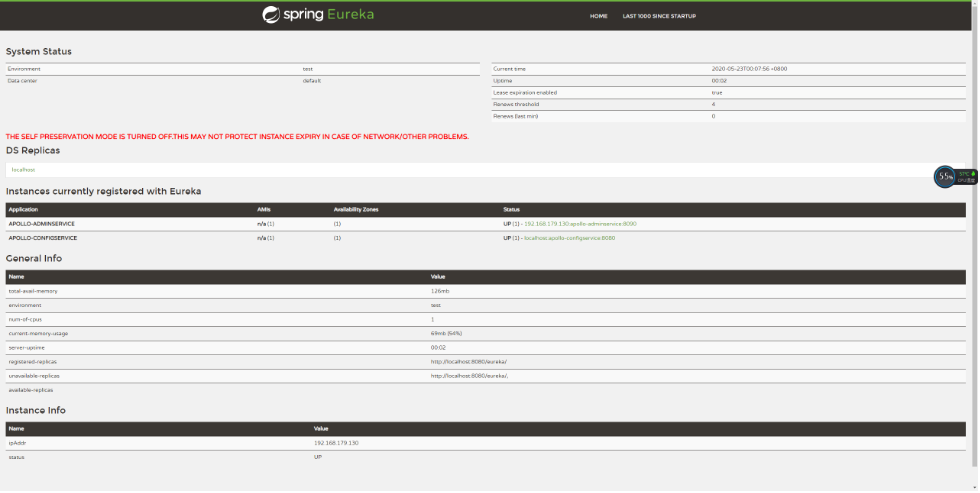 spring Eureka
HOME LAST 1000 SINCE STARTUP
System Status
Environment test
Data center default
Current time 2020-05-23T00:07:56 +0800
Uptime 00:02
Lease expiration enabled true
Renews threshold 4
Renews (last min) 0
THE SELF PRESERVATION MODE IS TURNED OFF.THIS MAY NOT PROTECT INSTANCE EXPIRY IN CASE OF NETWORK/OTHER PROBLEMS.
DS Replicas
localhost
55%
Instances currently registered with Eureka
Application AMIs Availability Zones Status
APOLLO-ADMINSERVICE n/a (1) (1) UP (1) - 192.168.179.130:apollo-adminservice:8090
APOLLO-CONFIGSERVICE n/a (1) (1) UP (1) - localhost:apollo-configservice:8080
General Info
Name Value
total-avail-memory 126mb
environment test
num-of-cpus 1
current-memory-usage 69mb (54%)
server-uptime 00:02
registered-replicas http://localhost:8080/eureka/
unavailable-replicas http://localhost:8080/eureka/,
available-replicas
Instance Info
Name Value
ipAddr 192.168.179.130
status UP